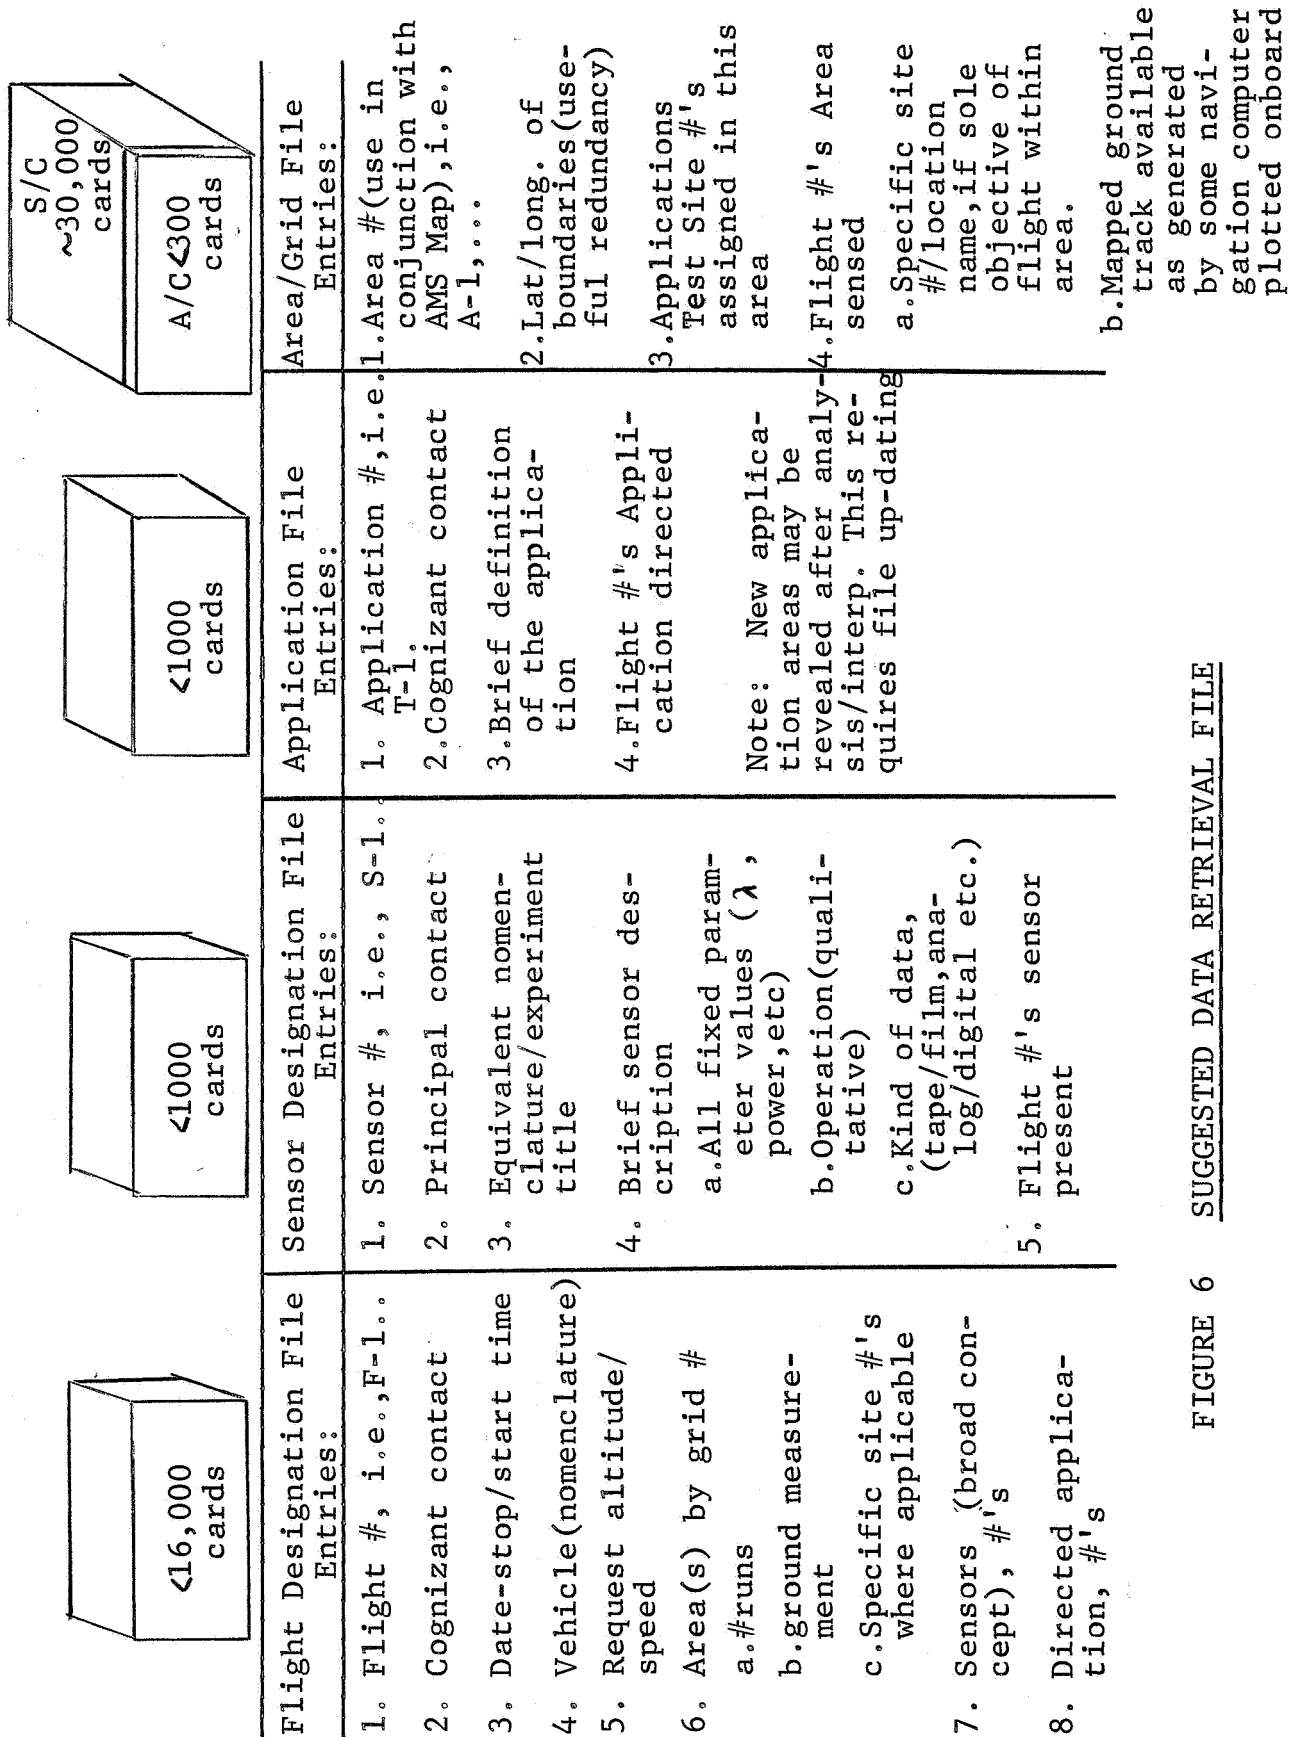 <16,000
cards
Flight Designation File
Entries:
1. Flight #, i.e.,F-1..
2. Cognizant contact
3. Date-stop/start time
4. Vehicle(nomenclature)
5. Request altitude/
speed
6. Area(s) by grid #
a.#runs
b.ground measure-
ment
c.Specific site #'s
where applicable
7. Sensors (broad con-
cept), #'s
8. Directed applica-
tion, #'s
<1000
cards
Sensor Designation File
Entries:
1. Sensor #, i.e., S-1..
2. Principal contact
3. Equivalent nomen-
clature/experiment
title
4. Brief sensor des-
cription
a.All fixed param-
eter values (λ ,
power,etc)
b.Operation(quali-
tative)
c.Kind of data,
(tape/film,ana-
log/digital etc.)
5. Flight #'s sensor
present
<1000
cards
Application File
Entries:
1. Application #,i.e.
T-1.
2.Cognizant contact
3.Brief definition
of the applica-
tion
4.Flight #'s Appli-
cation directed
Note: New applica-
tion areas may be
revealed after analy-
sis/interp. This re-
quires file up-dating
S/C
~30,000
cards
A/C<300
cards
Area/Grid File
Entries:
1.Area #(use in
conjunction with
AMS Map),i.e.,
A-1,...
2.Lat/long. of
boundaries(use-
ful redundancy)
3.Applications
Test Site #'s
assigned in this
area
4.Flight #'s Area
sensed
a.Specific site
#/location
name,if sole
objective of
flight within
area.
b.Mapped ground
track available
as generated
by some navi-
gation computer
plotted onboard
FIGURE 6 SUGGESTED DATA RETRIEVAL FILE